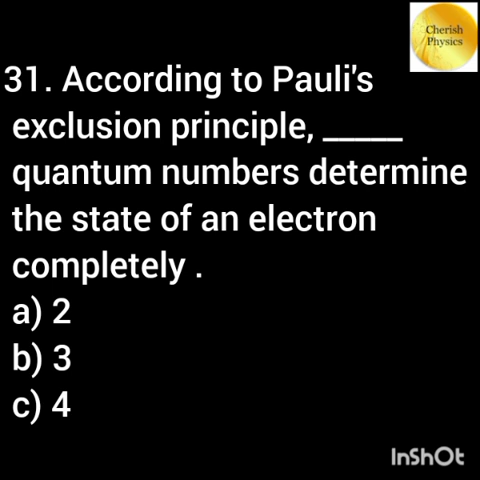 Cherish
Physics
31. According to Pauli's
exclusion principle, _____
quantum numbers determine
the state of an electron
completely .
a) 2
b) 3
c) 4
InShOt